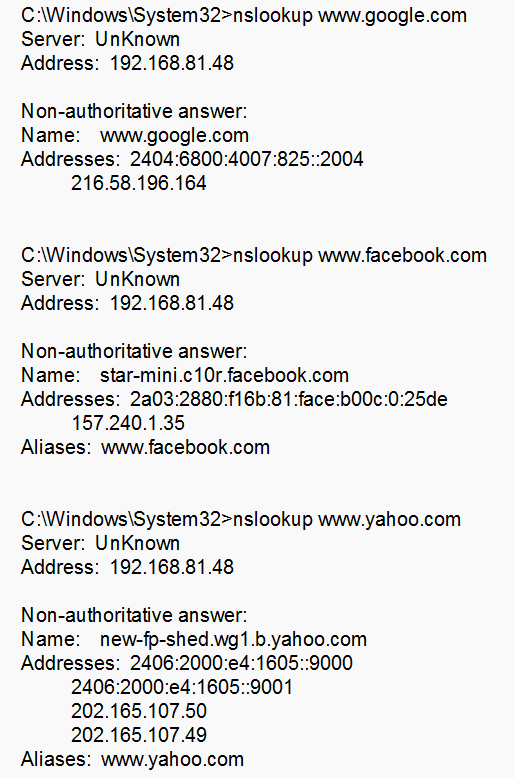 C:\Windows\System32>nslookup www.google.com
Server:  UnKnown
Address:  192.168.81.48
Non-authoritative answer:
Name:    www.google.com
Addresses:  2404:6800:4007:825::2004
216.58.196.164
C:\Windows\System32>nslookup www.facebook.com
Server:  UnKnown
Address:  192.168.81.48
Non-authoritative answer:
Name:    star-mini.c10r.facebook.com
Addresses:  2a03:2880:f16b:81:face:b00c:0:25de
157.240.1.35
Aliases:  www.facebook.com
C:\Windows\System32>nslookup www.yahoo.com
Server:  UnKnown
Address:  192.168.81.48
Non-authoritative answer:
Name:    new-fp-shed.wg1.b.yahoo.com
Addresses:  2406:2000:e4:1605::9000
2406:2000:e4:1605::9001
202.165.107.50
202.165.107.49
Aliases:  www.yahoo.com